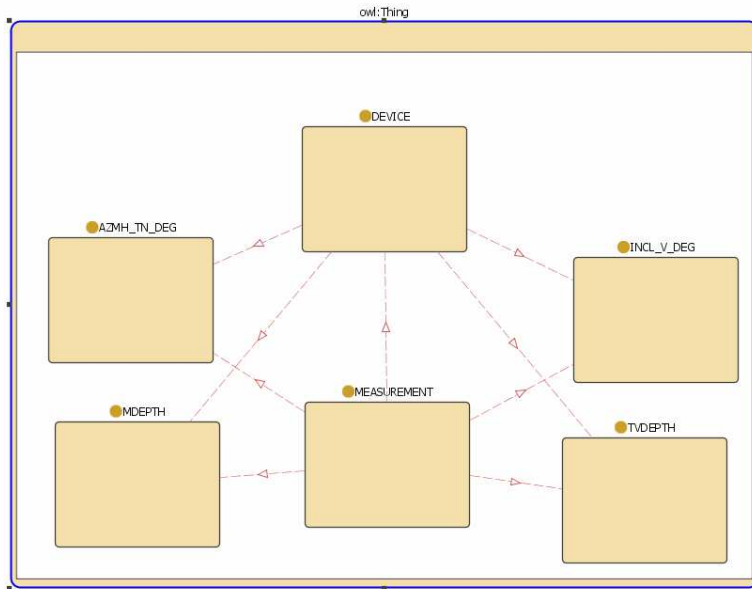 owl:Thing
DEVICE
AZMH_TN_DEG
INCL_V_DEG
MEASUREMENT
MDEPTH
TVDEPTH